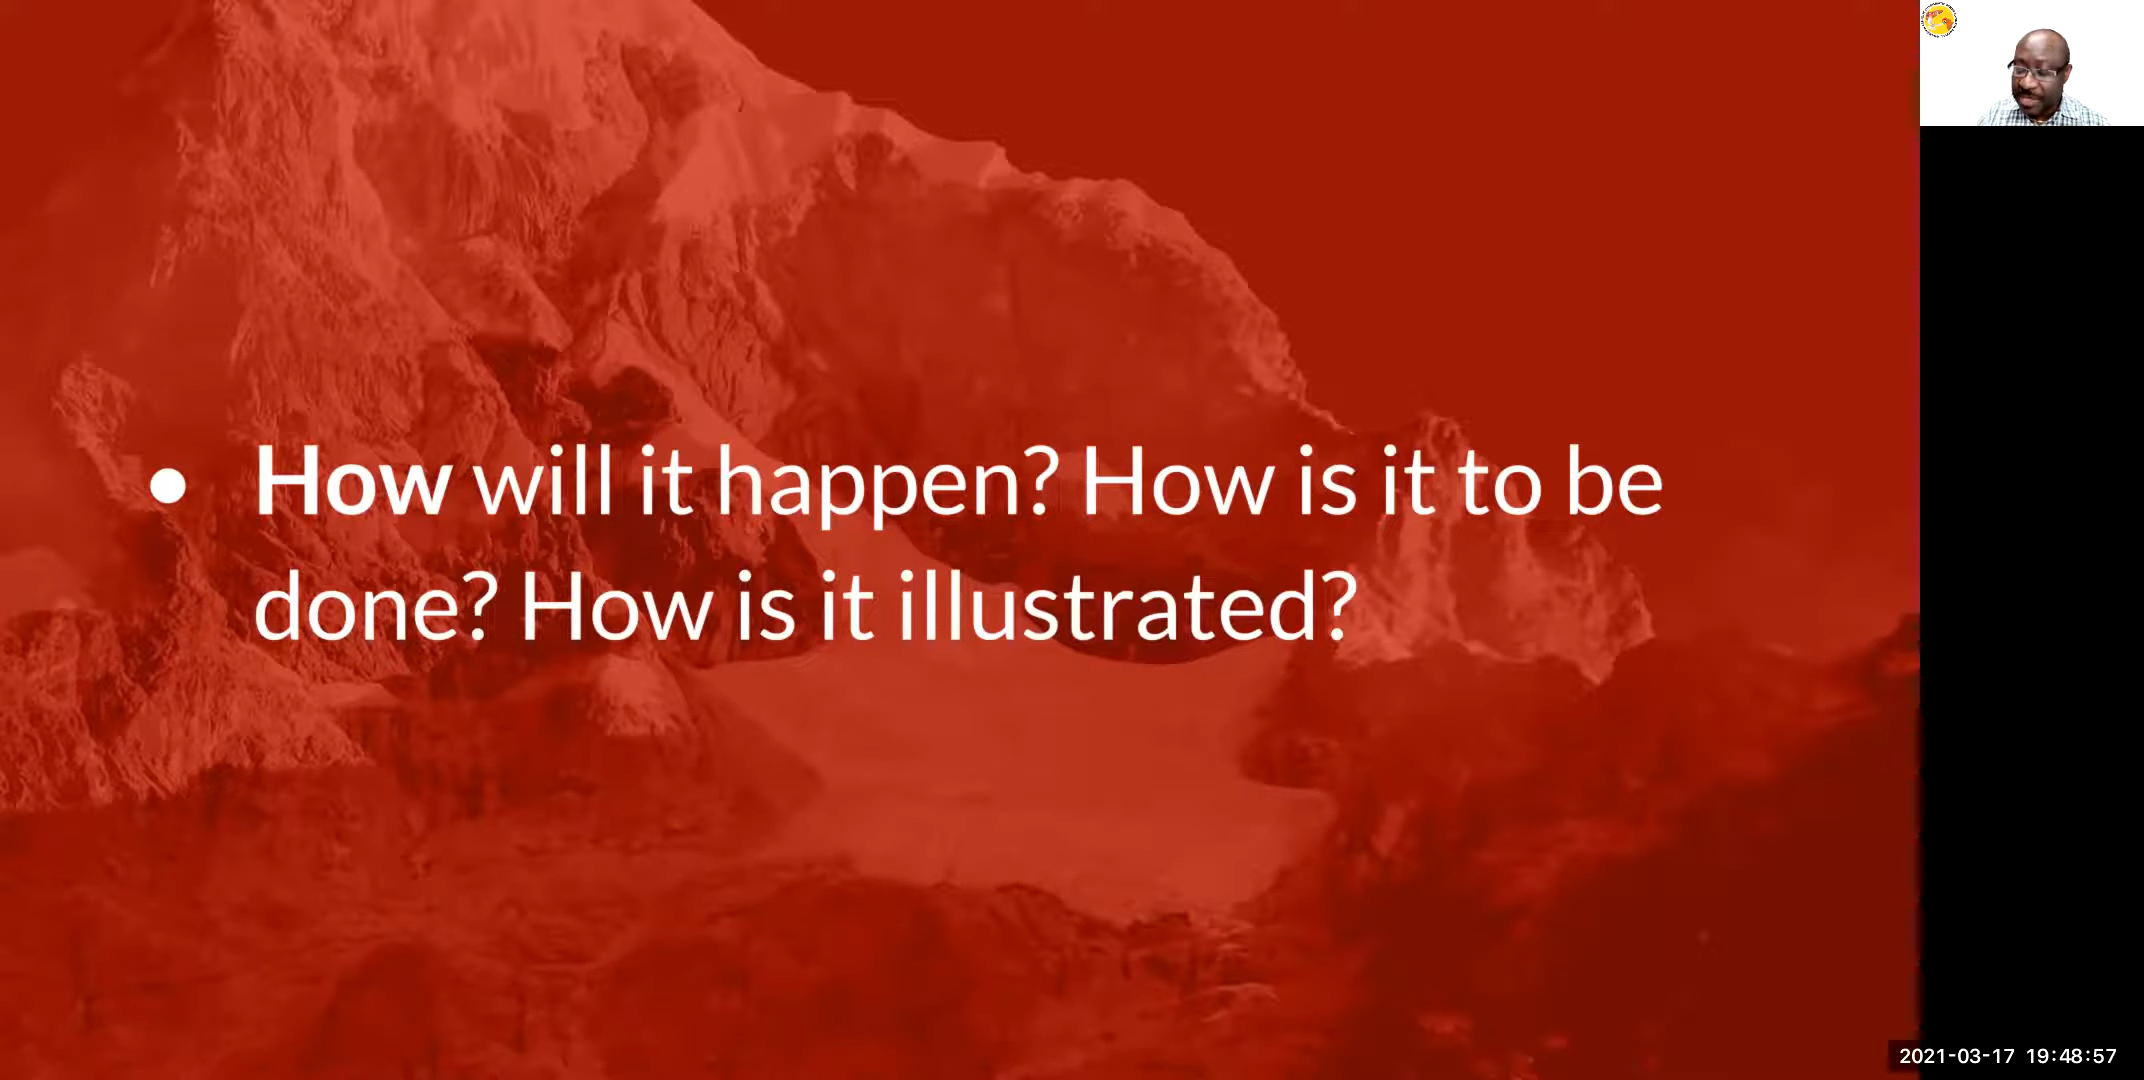 ● How will it happen? How is it to be
done? How is it illustrated?
2021-03-17 19:48:57